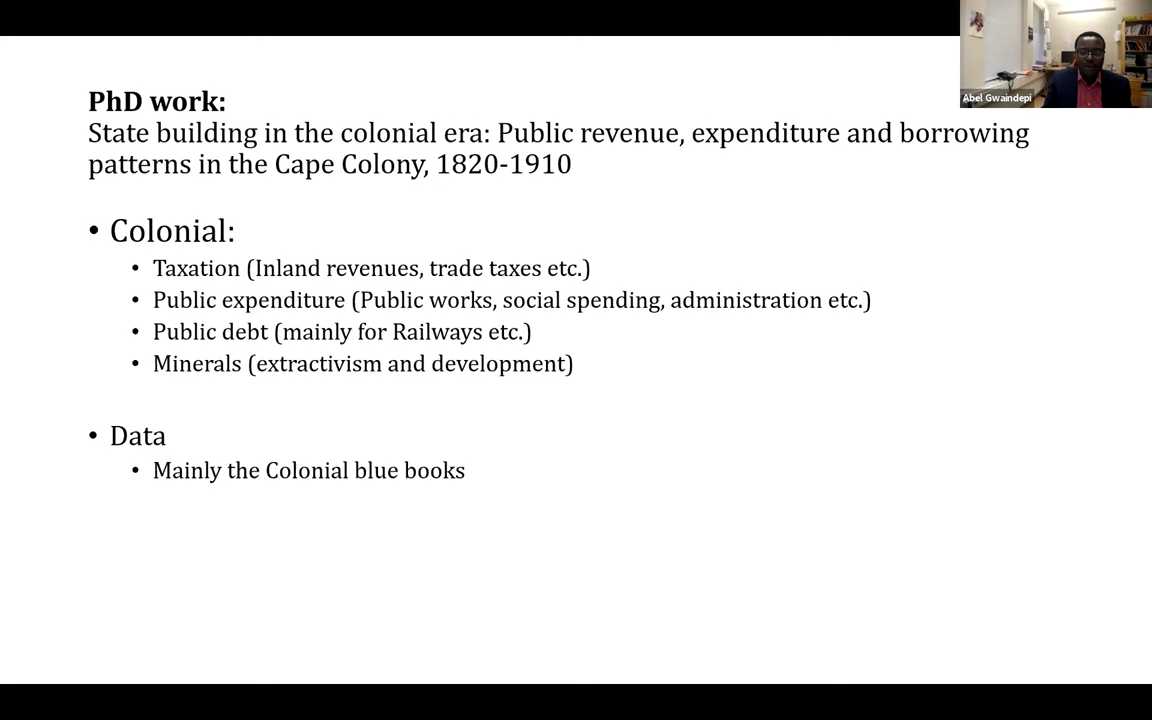 PhD work:
State building in the colonial era: Public revenue, expenditure and borrowing
patterns in the Cape Colony, 1820-1910
• Colonial:
• Taxation (Inland revenues, trade taxes etc.)
• Public expenditure (Public works, social spending, administration etc.)
• Public debt (mainly for Railways etc.)
• Minerals (extractivism and development)
• Data
• Mainly the Colonial blue books
Abel Gwaindepi